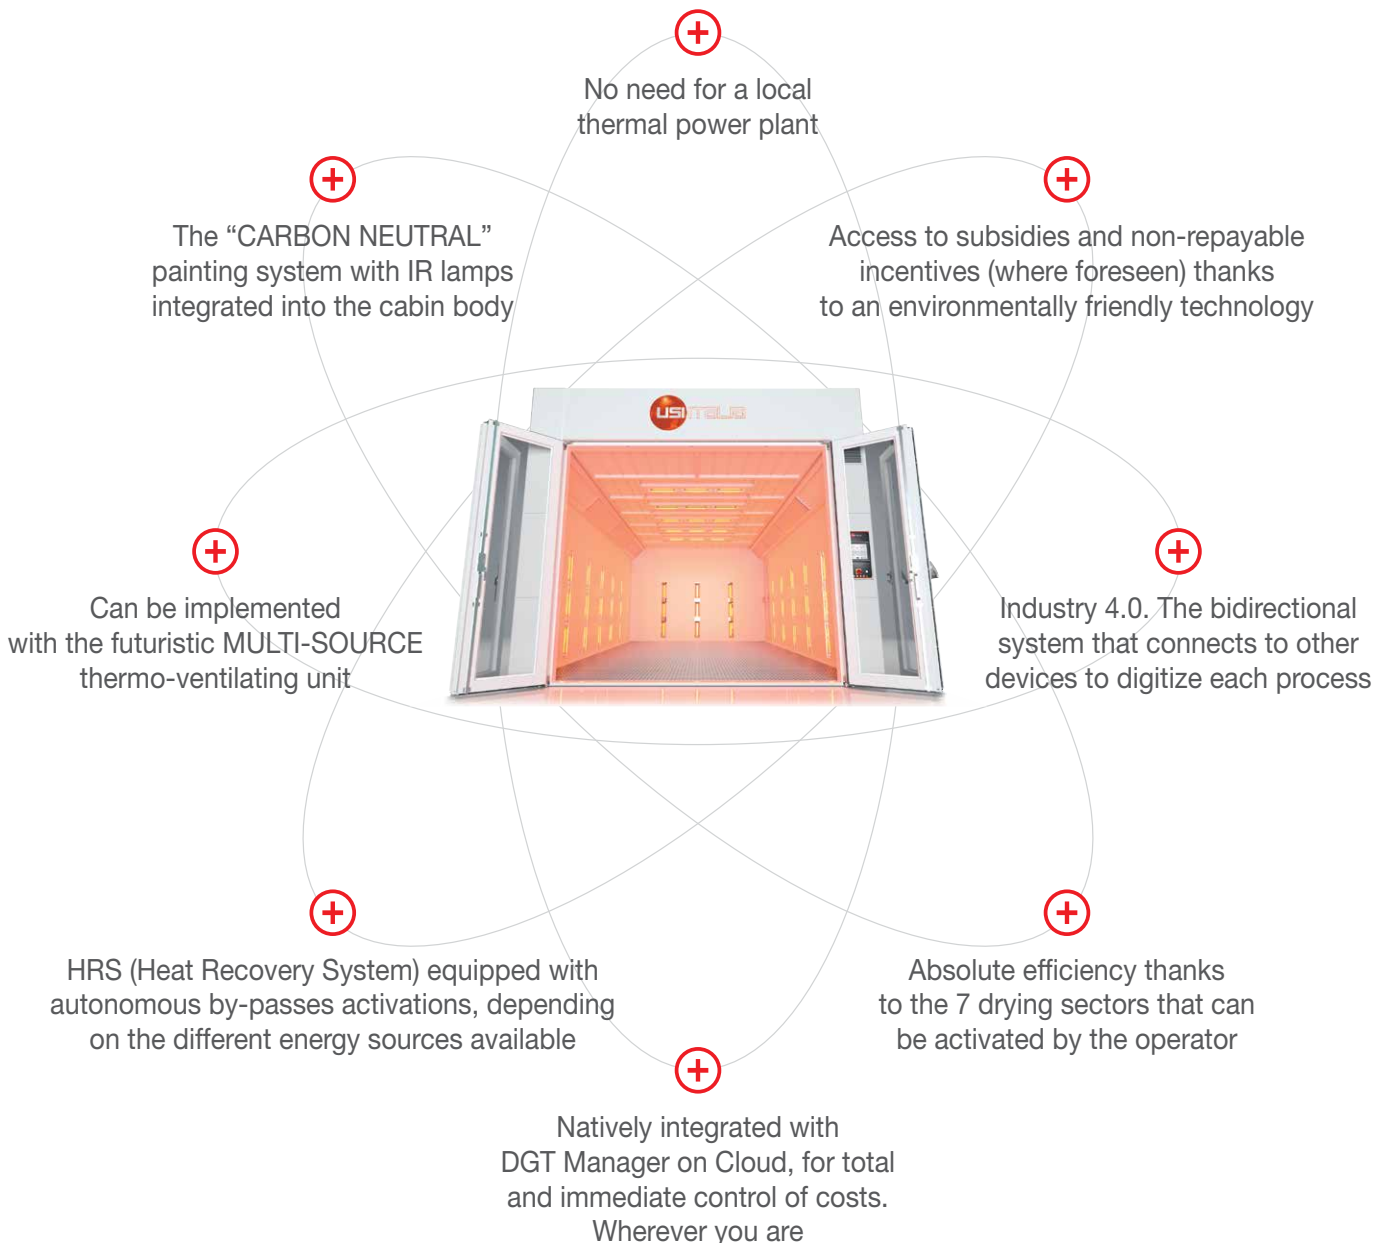 No need for a local
thermal power plant
The “CARBON NEUTRAL”
painting system with IR lamps
integrated into the cabin body
Access to subsidies and non-repayable
incentives (where foreseen) thanks
to an environmentally friendly technology
USI ITALIA
Can be implemented
with the futuristic MULTI-SOURCE
thermo-ventilating unit
Industry 4.0. The bidirectional
system that connects to other
devices to digitize each process
HRS (Heat Recovery System) equipped with
autonomous by-passes activations, depending
on the different energy sources available
Absolute efficiency thanks
to the 7 drying sectors that can
be activated by the operator
Natively integrated with
DGT Manager on Cloud, for total
and immediate control of costs.
Wherever you are